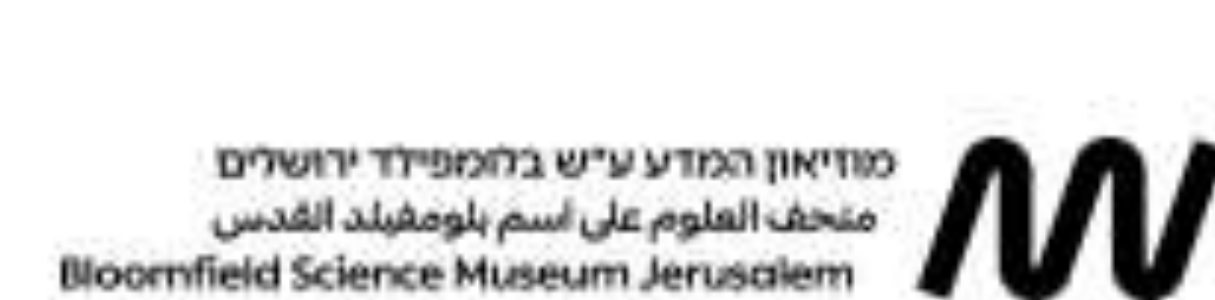 מוזיאון המדע ע"ש בלומפילד ירושלים
متحف العلوم على اسم بلومفيلد القدس
Bloomfield Science Museum Jerusalem